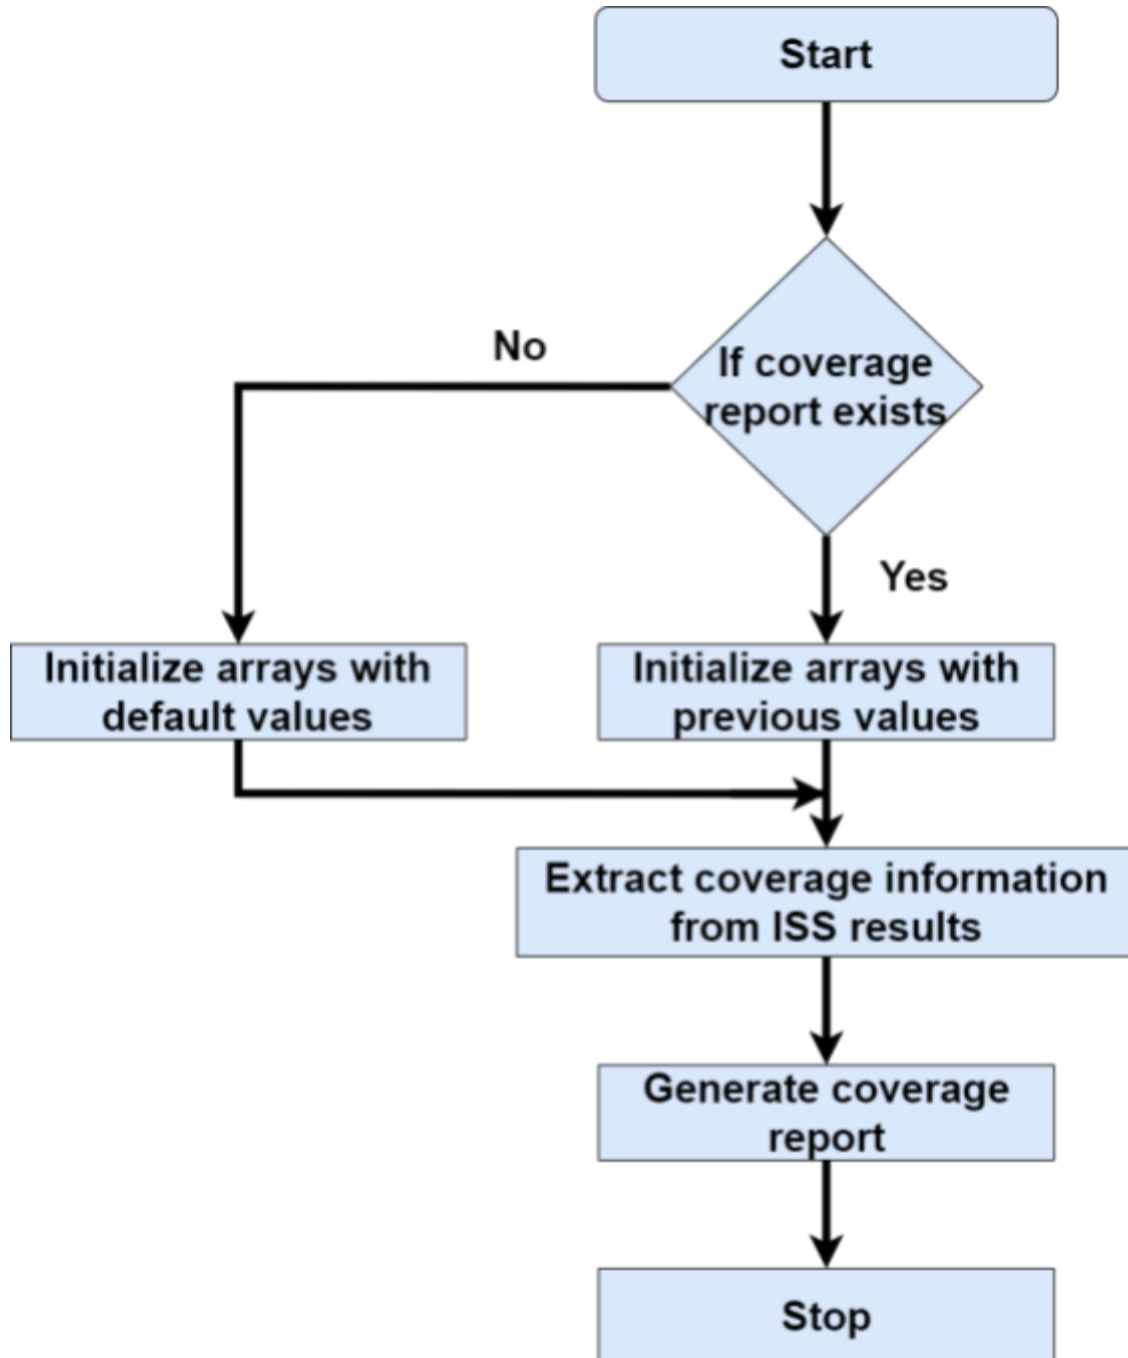 Start
If coverage
report exists
No
Yes
Initialize arrays with
default values
Initialize arrays with
previous values
Extract coverage information
from ISS results
Generate coverage
report
Stop